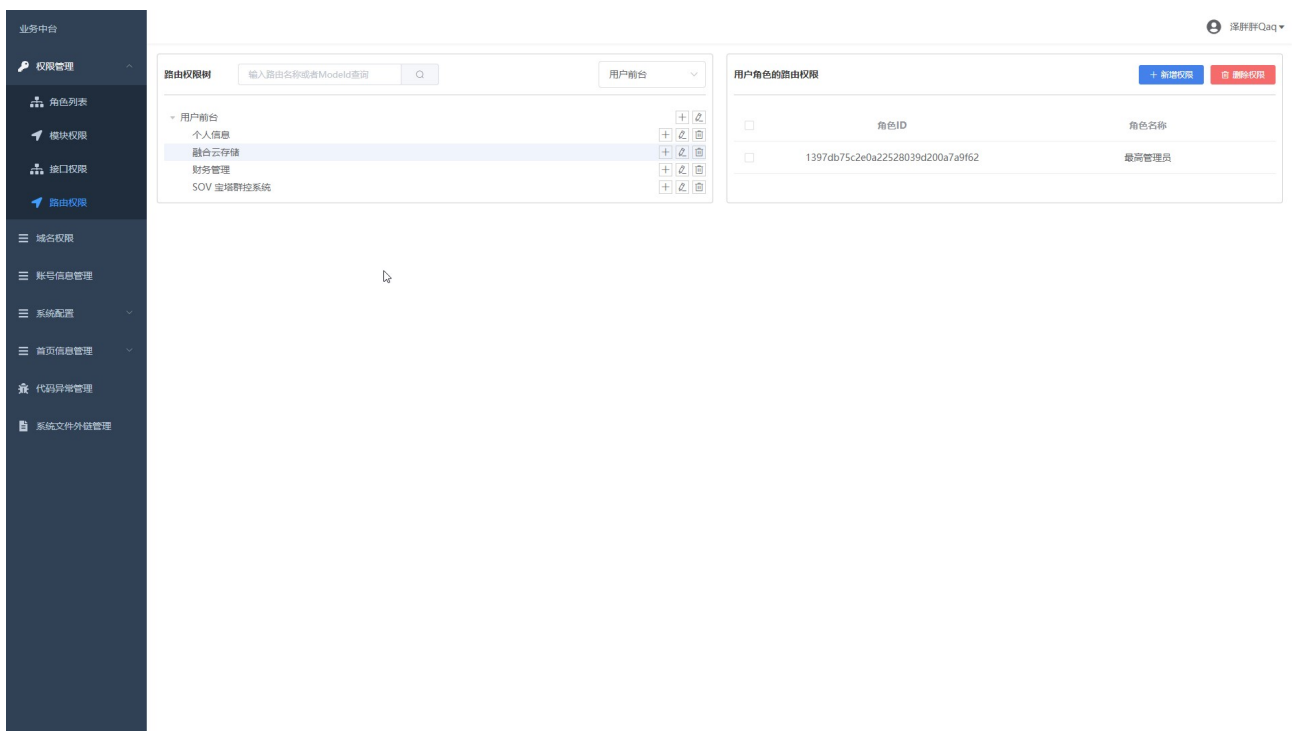 业务中台
泽胖胖Qaq
权限管理
角色列表
模块权限
接口权限
路由权限
域名权限
账号信息管理
系统配置
首页信息管理
代码异常管理
系统文件外链管理
路由权限树
输入路由名称或者ModeId查询
用户前台
用户前台
个人信息
融合云存储
财务管理
SOV 宝塔群控系统
用户角色的路由权限
新增权限
删除权限
角色ID 角色名称
1397db75c2e0a22528039d200a7a9f62 最高管理员